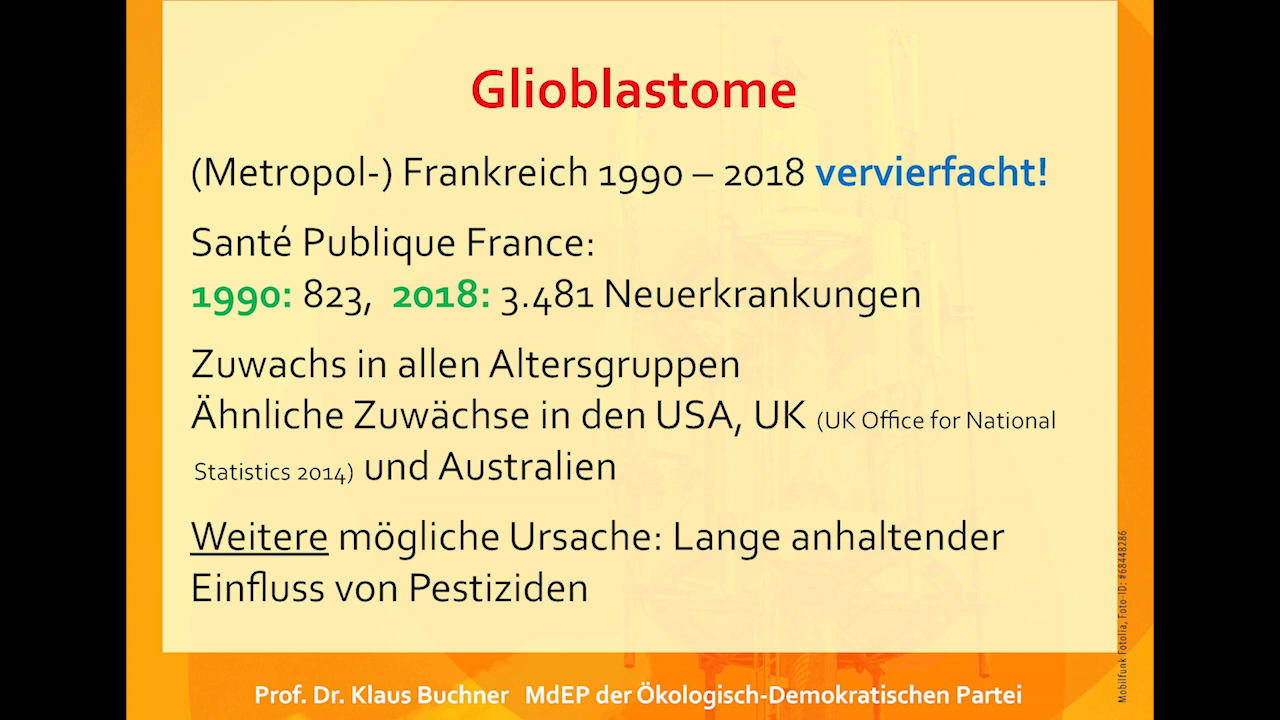 Glioblastome
(Metropol-) Frankreich 1990 – 2018 vervierfacht!
Santé Publique France:
1990: 823, 2018: 3.481 Neuerkrankungen
Zuwachs in allen Altersgruppen
Ähnliche Zuwächse in den USA, UK (UK Office for National
Statistics 2014) und Australien
Weitere mögliche Ursache: Lange anhaltender
Einfluss von Pestiziden
Mobilfunk Fotolia, Foto-ID: #68448286
Prof. Dr. Klaus Buchner MdEP der Ökologisch-Demokratischen Partei